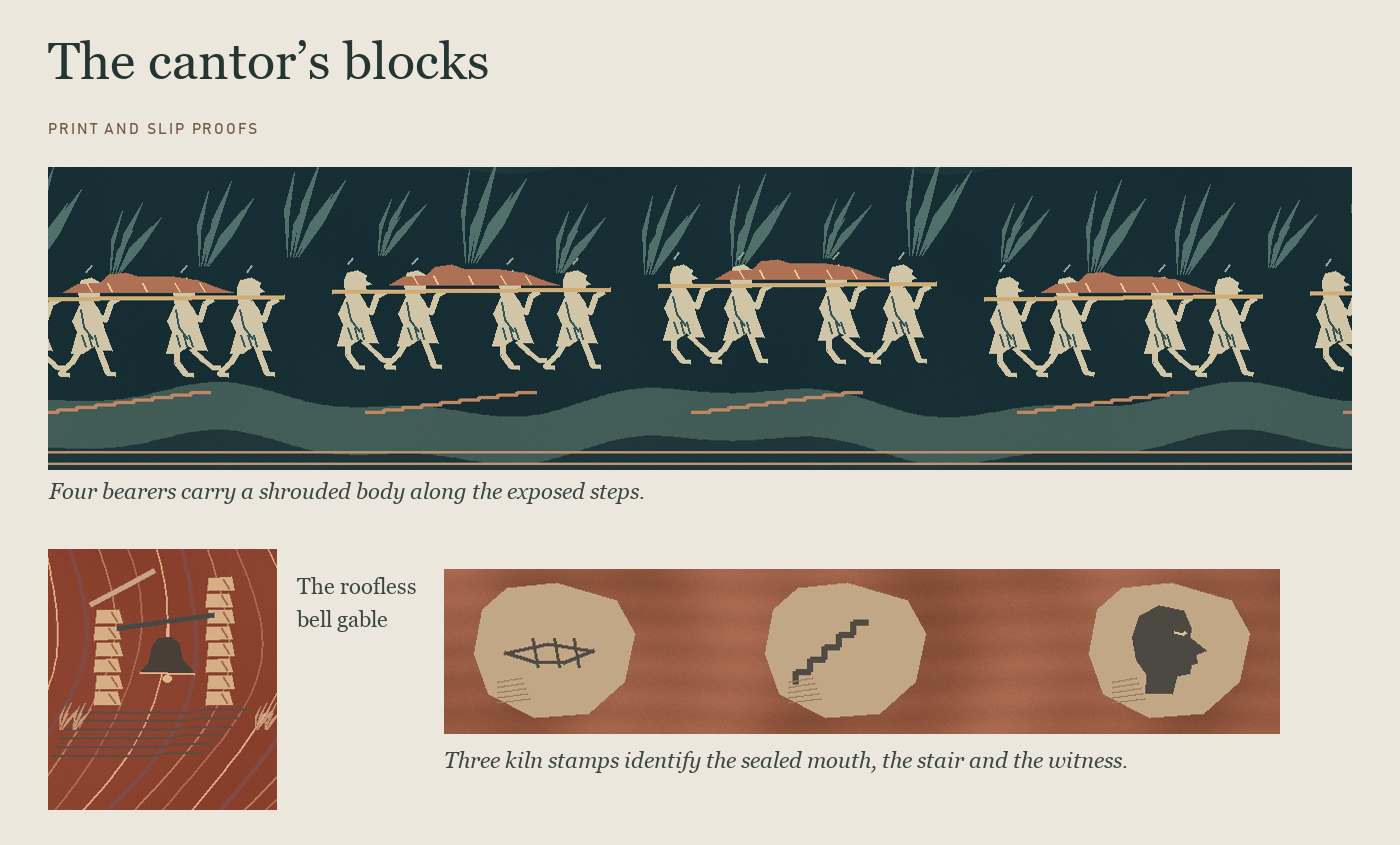 The cantor’s blocks
PRINT AND SLIP PROOFS
Four bearers carry a shrouded body along the exposed steps.
The roofless
bell gable
Three kiln stamps identify the sealed mouth, the stair and the witness.